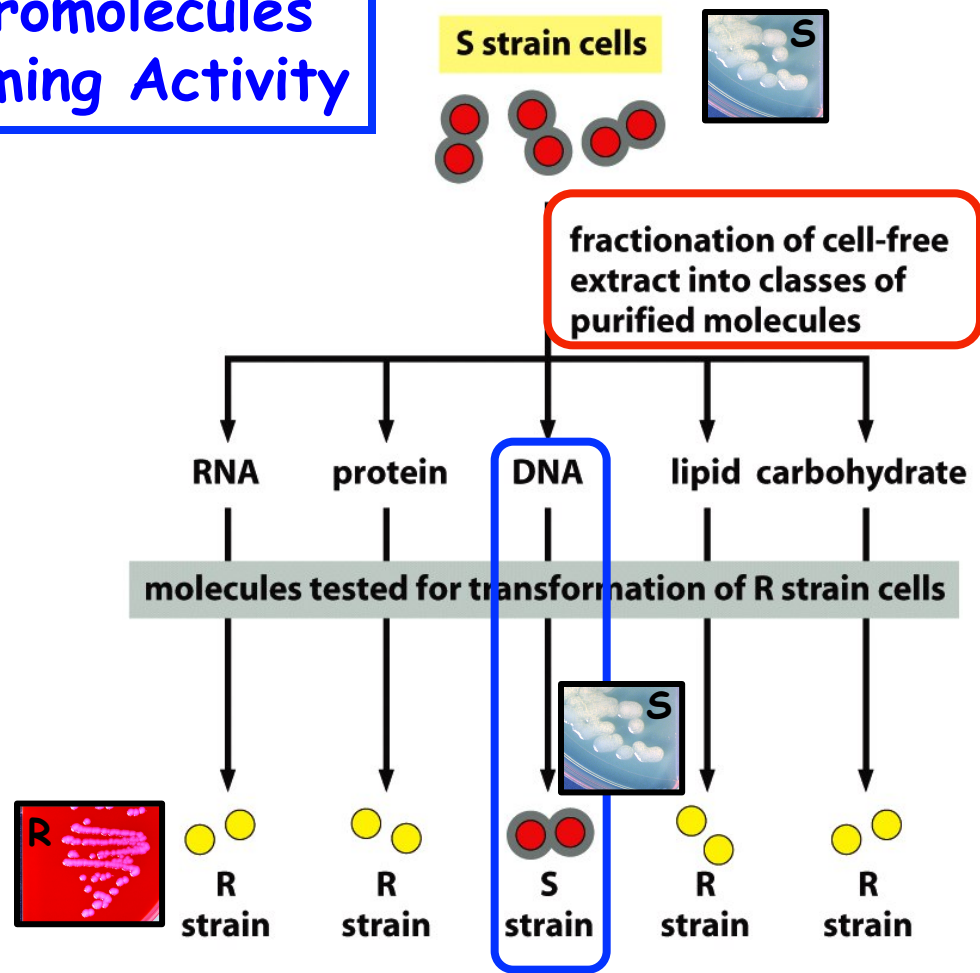 romolecules
ming Activity
S strain cells
S
fractionation of cell-free
extract into classes of
purified molecules
RNA protein DNA lipid carbohydrate
molecules tested for transformation of R strain cells
S
R
R R S R R
strain strain strain strain strain